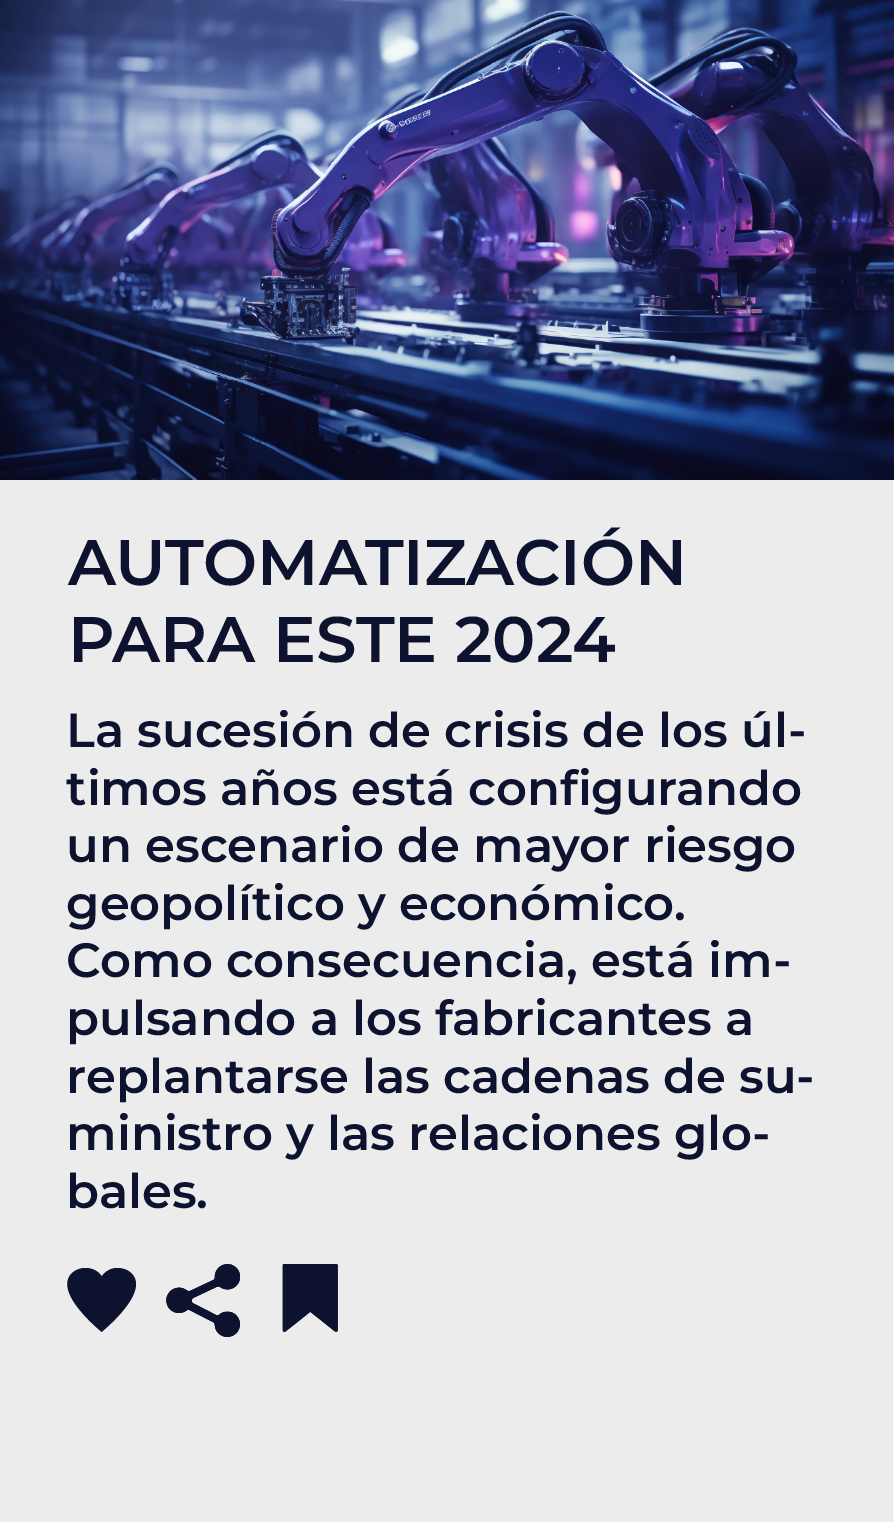 AUTOMATIZACIÓN
PARA ESTE 2024
La sucesión de crisis de los úl-
timos años está configurando
un escenario de mayor riesgo
geopolítico y económico.
Como consecuencia, está im-
pulsando a los fabricantes a
replantarse las cadenas de su-
ministro y las relaciones glo-
bales.